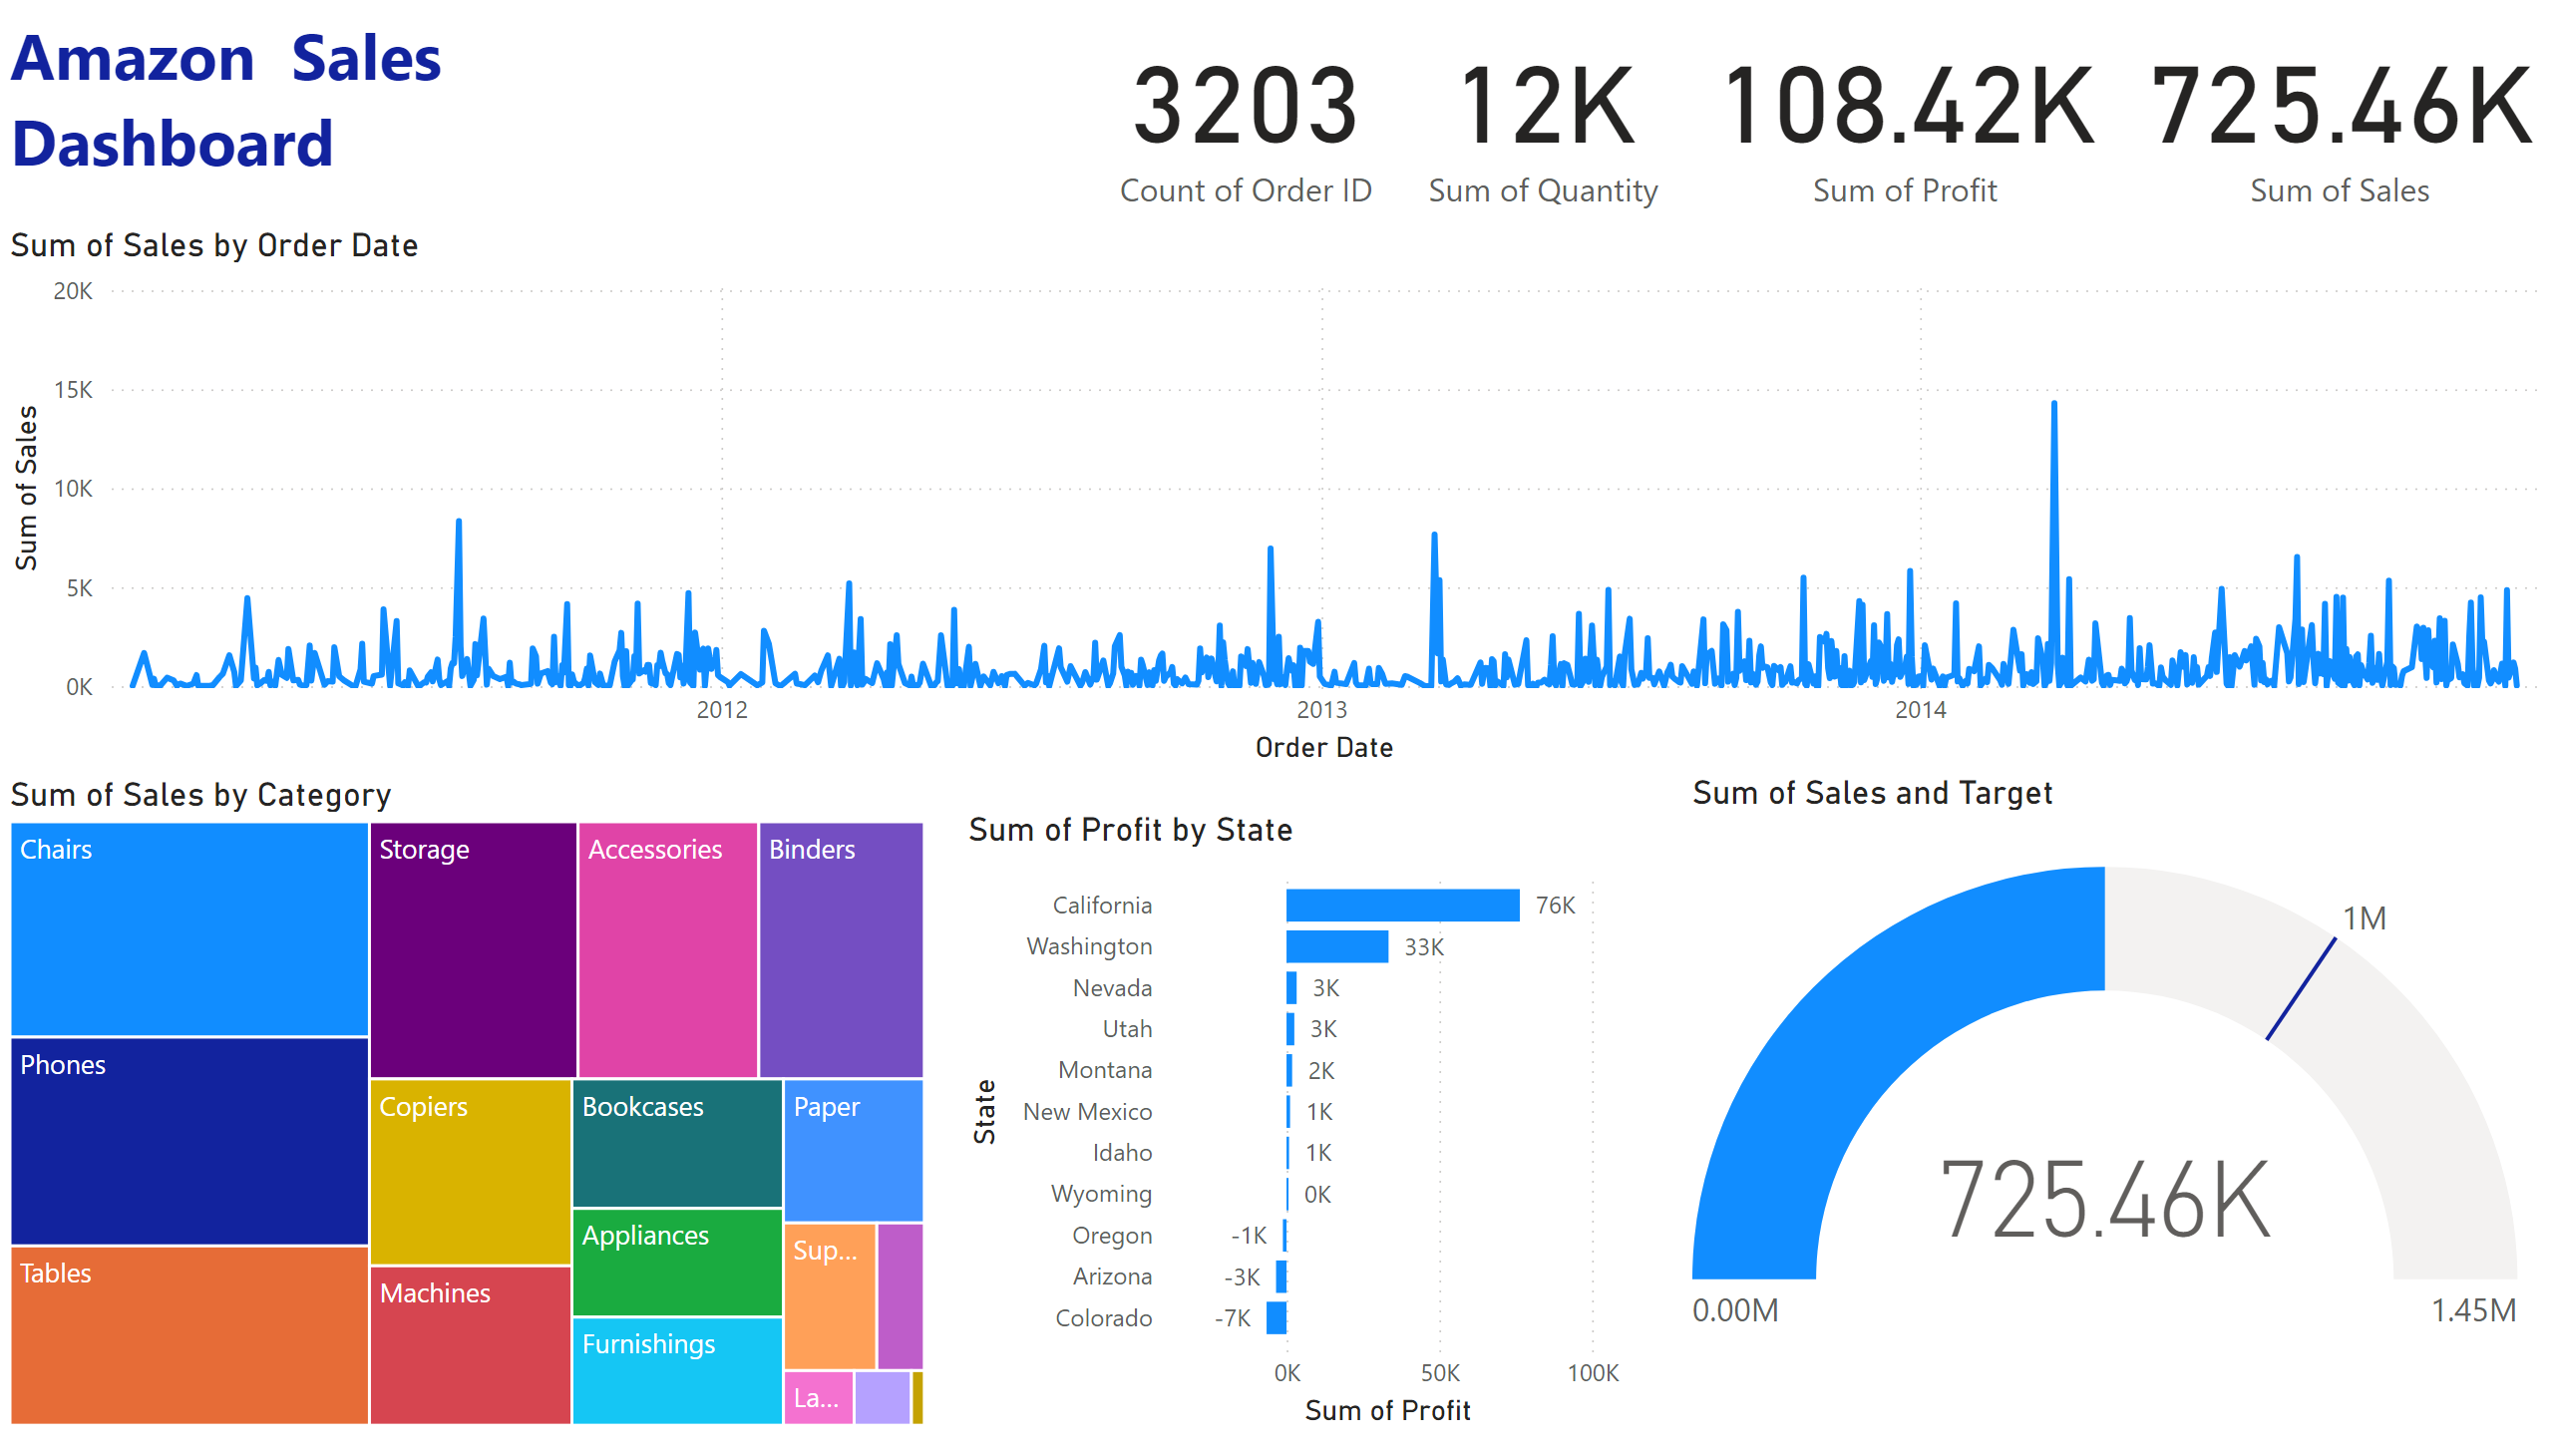 Amazon Sales
Dashboard
3203
Count of Order ID
12K
Sum of Quantity
108.42K
Sum of Profit
725.46K
Sum of Sales
Sum of Sales by Order Date
Sum of Sales
20K
15K
10K
5K
0K
2012
2013
2014
Order Date
Sum of Sales by Category
Chairs
Storage
Accessories
Binders
Phones
Copiers
Bookcases
Paper
Appliances
Sup...
Tables
Machines
Furnishings
La...
Sum of Profit by State
State
California 76K
Washington 33K
Nevada 3K
Utah 3K
Montana 2K
New Mexico 1K
Idaho 1K
Wyoming 0K
Oregon -1K
Arizona -3K
Colorado -7K
0K 50K 100K
Sum of Profit
Sum of Sales and Target
1M
725.46K
0.00M
1.45M